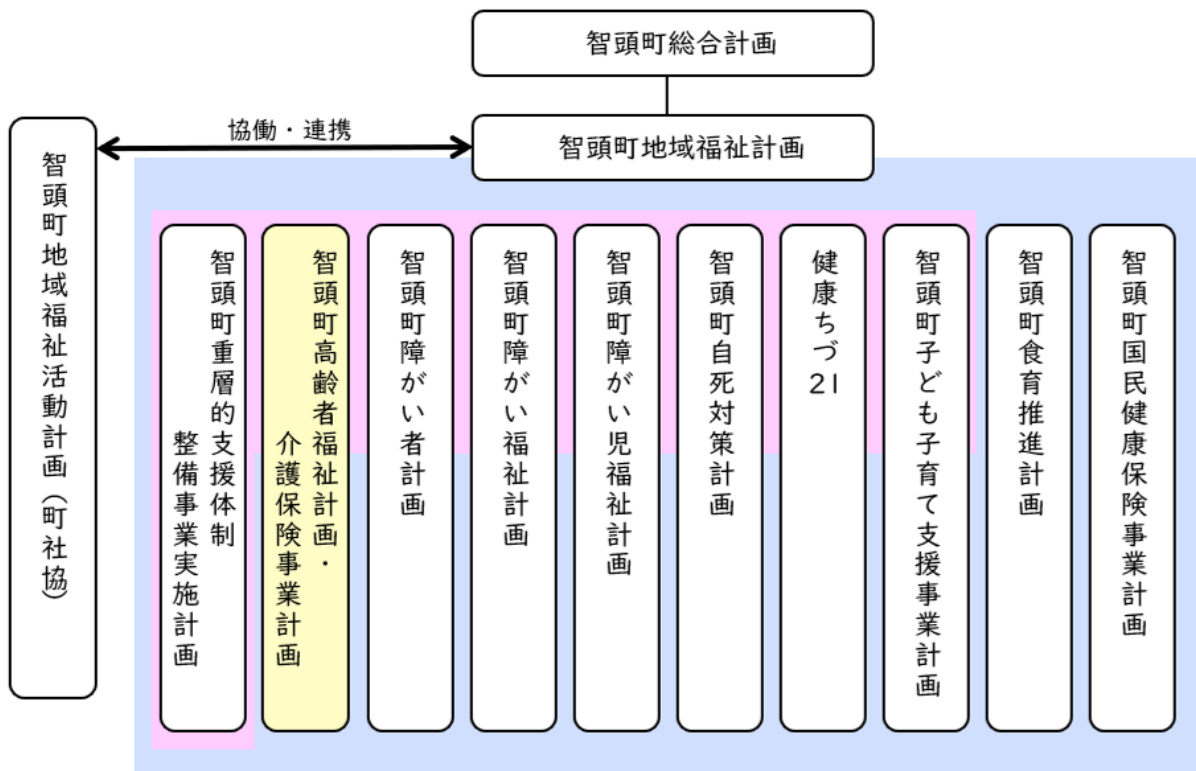 智頭町総合計画
協働・連携
智頭町地域福祉計画
智頭町地域福祉活動計画（町社協）
智頭町重層的支援体制
整備事業実施計画
智頭町高齢者福祉計画・
介護保険事業計画
智頭町障がい者計画
智頭町障がい福祉計画
智頭町障がい児福祉計画
智頭町自死対策計画
健康ちづ21
智頭町子ども子育て支援事業計画
智頭町食育推進計画
智頭町国民健康保険事業計画